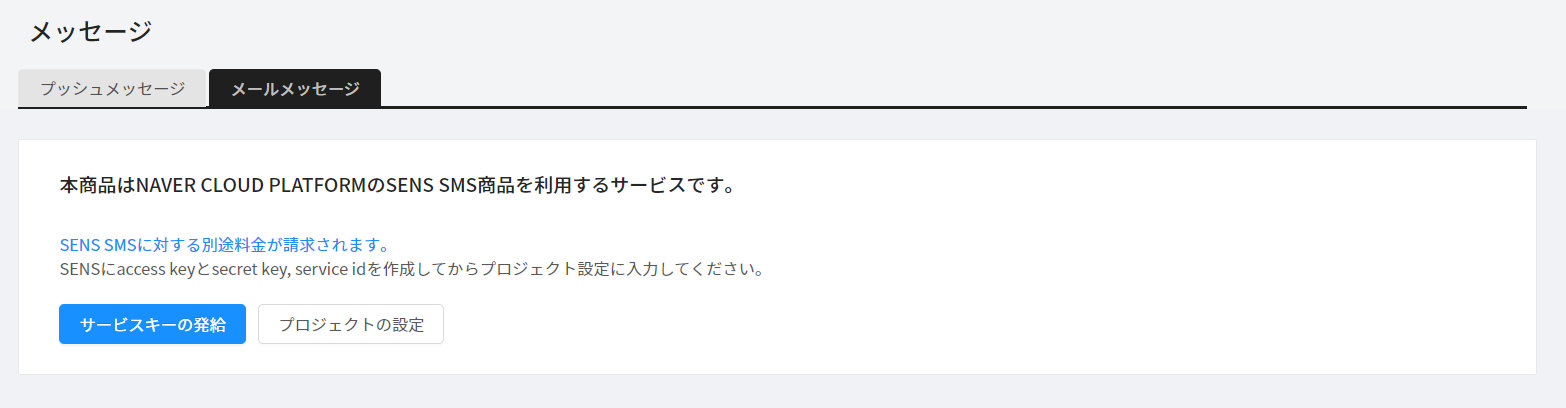 メッセージ
プッシュメッセージ
メールメッセージ
本商品はNAVER CLOUD PLATFORMのSENS SMS商品を利用するサービスです。
SENS SMSに対する別途料金が請求されます。
SENSにaccess keyとsecret key, service idを作成してからプロジェクト設定に入力してください。
サービスキーの発給
プロジェクトの設定